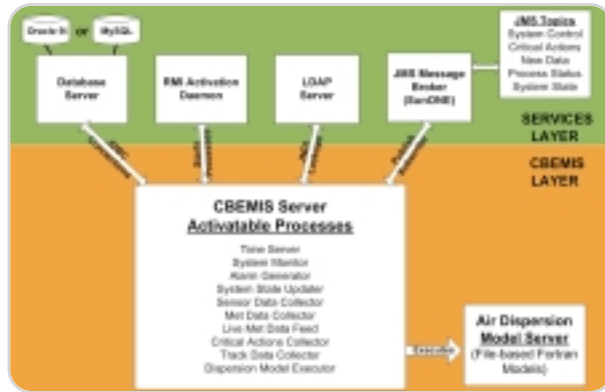 Oracle 9i or MySQL
Database
Server
RMI Activation
Daemon
LDAP
Server
JMS Message
Broker
(SunONE)
JMS Topics
System Control
Critical Actions
New Data
Process Status
System State
SERVICES
LAYER
CBEMIS
LAYER
CBEMIS Server
Activatable Processes
Time Server
System Monitor
Alarm Generator
System State Updater
Sensor Data Collector
Met Data Collector
Live Met Data Feed
Critical Actions Collector
Track Data Collector
Dispersion Model Executor
Execute
Air Dispersion
Model Server
(File-based Fortran
Models)